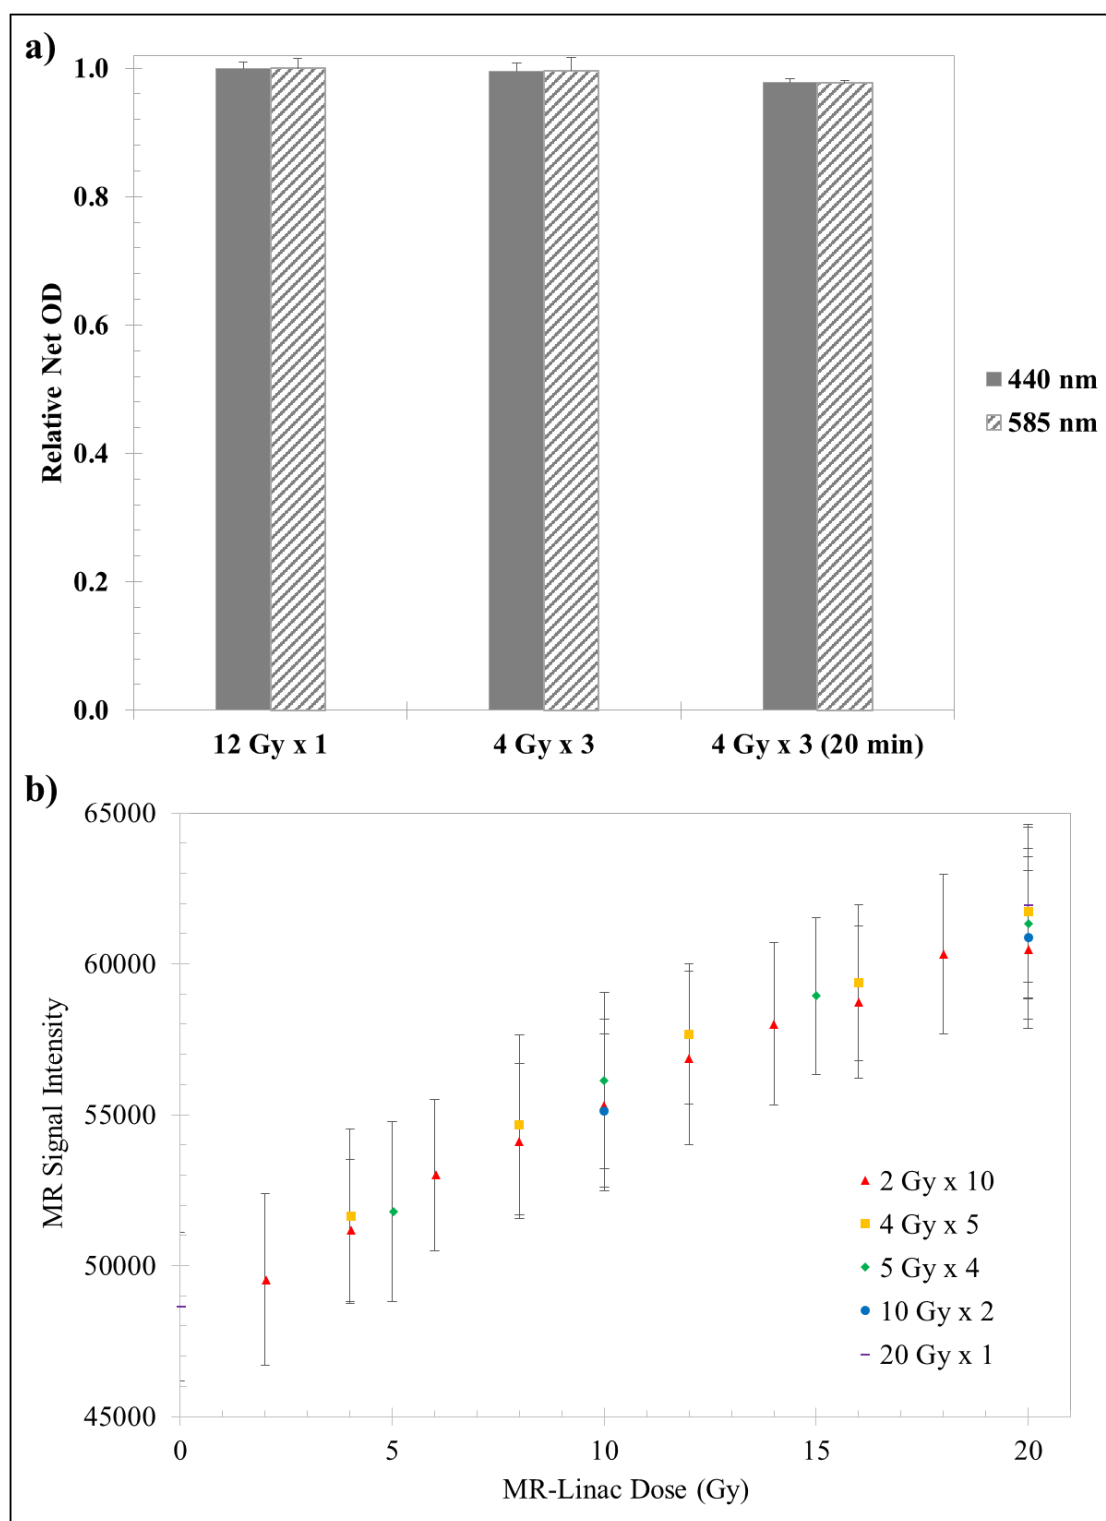 a)
1.0
0.8
0.6
0.4
0.2
0.0
Relative Net OD
440 nm
585 nm
12 Gy x 1 4 Gy x 3 4 Gy x 3 (20 min)
b)
65000
60000
55000
50000
45000
MR Signal Intensity
2 Gy x 10
4 Gy x 5
5 Gy x 4
10 Gy x 2
20 Gy x 1
0 5 10 15 20
MR-Linac Dose (Gy)